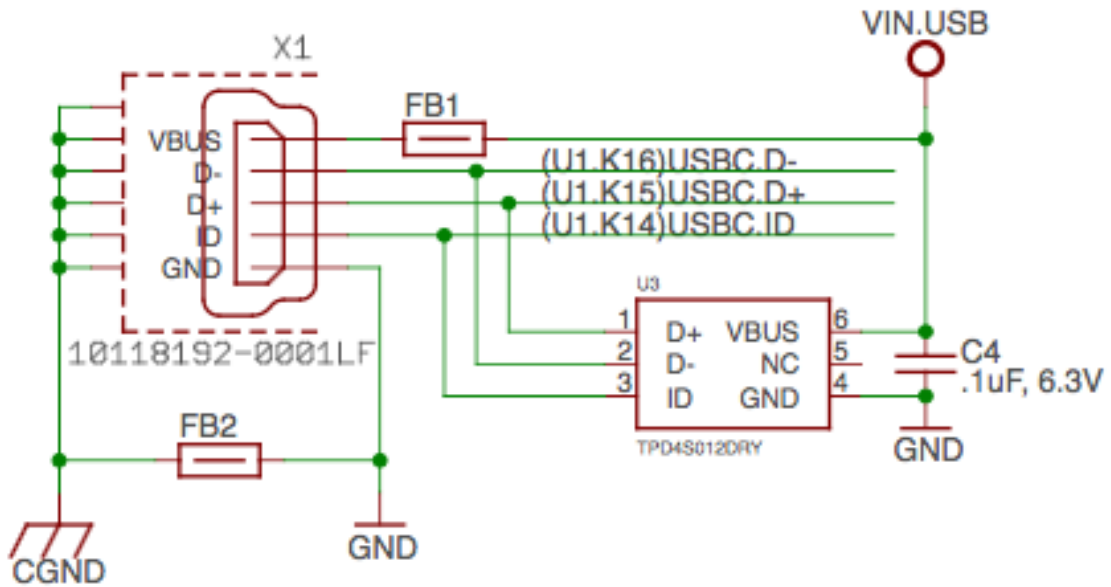 VIN.USB
X1
FB1
VBUS
(U1.K16)USBC.D-
D-
(U1.K15)USBC.D+
D+
(U1.K14)USBC.ID
ID
GND
U3
1 D+ VBUS 6
2 D- NC 5
3 ID GND 4
TPD4S012DRY
C4
.1uF, 6.3V
GND
10118192-0001LF
FB2
CGND
GND